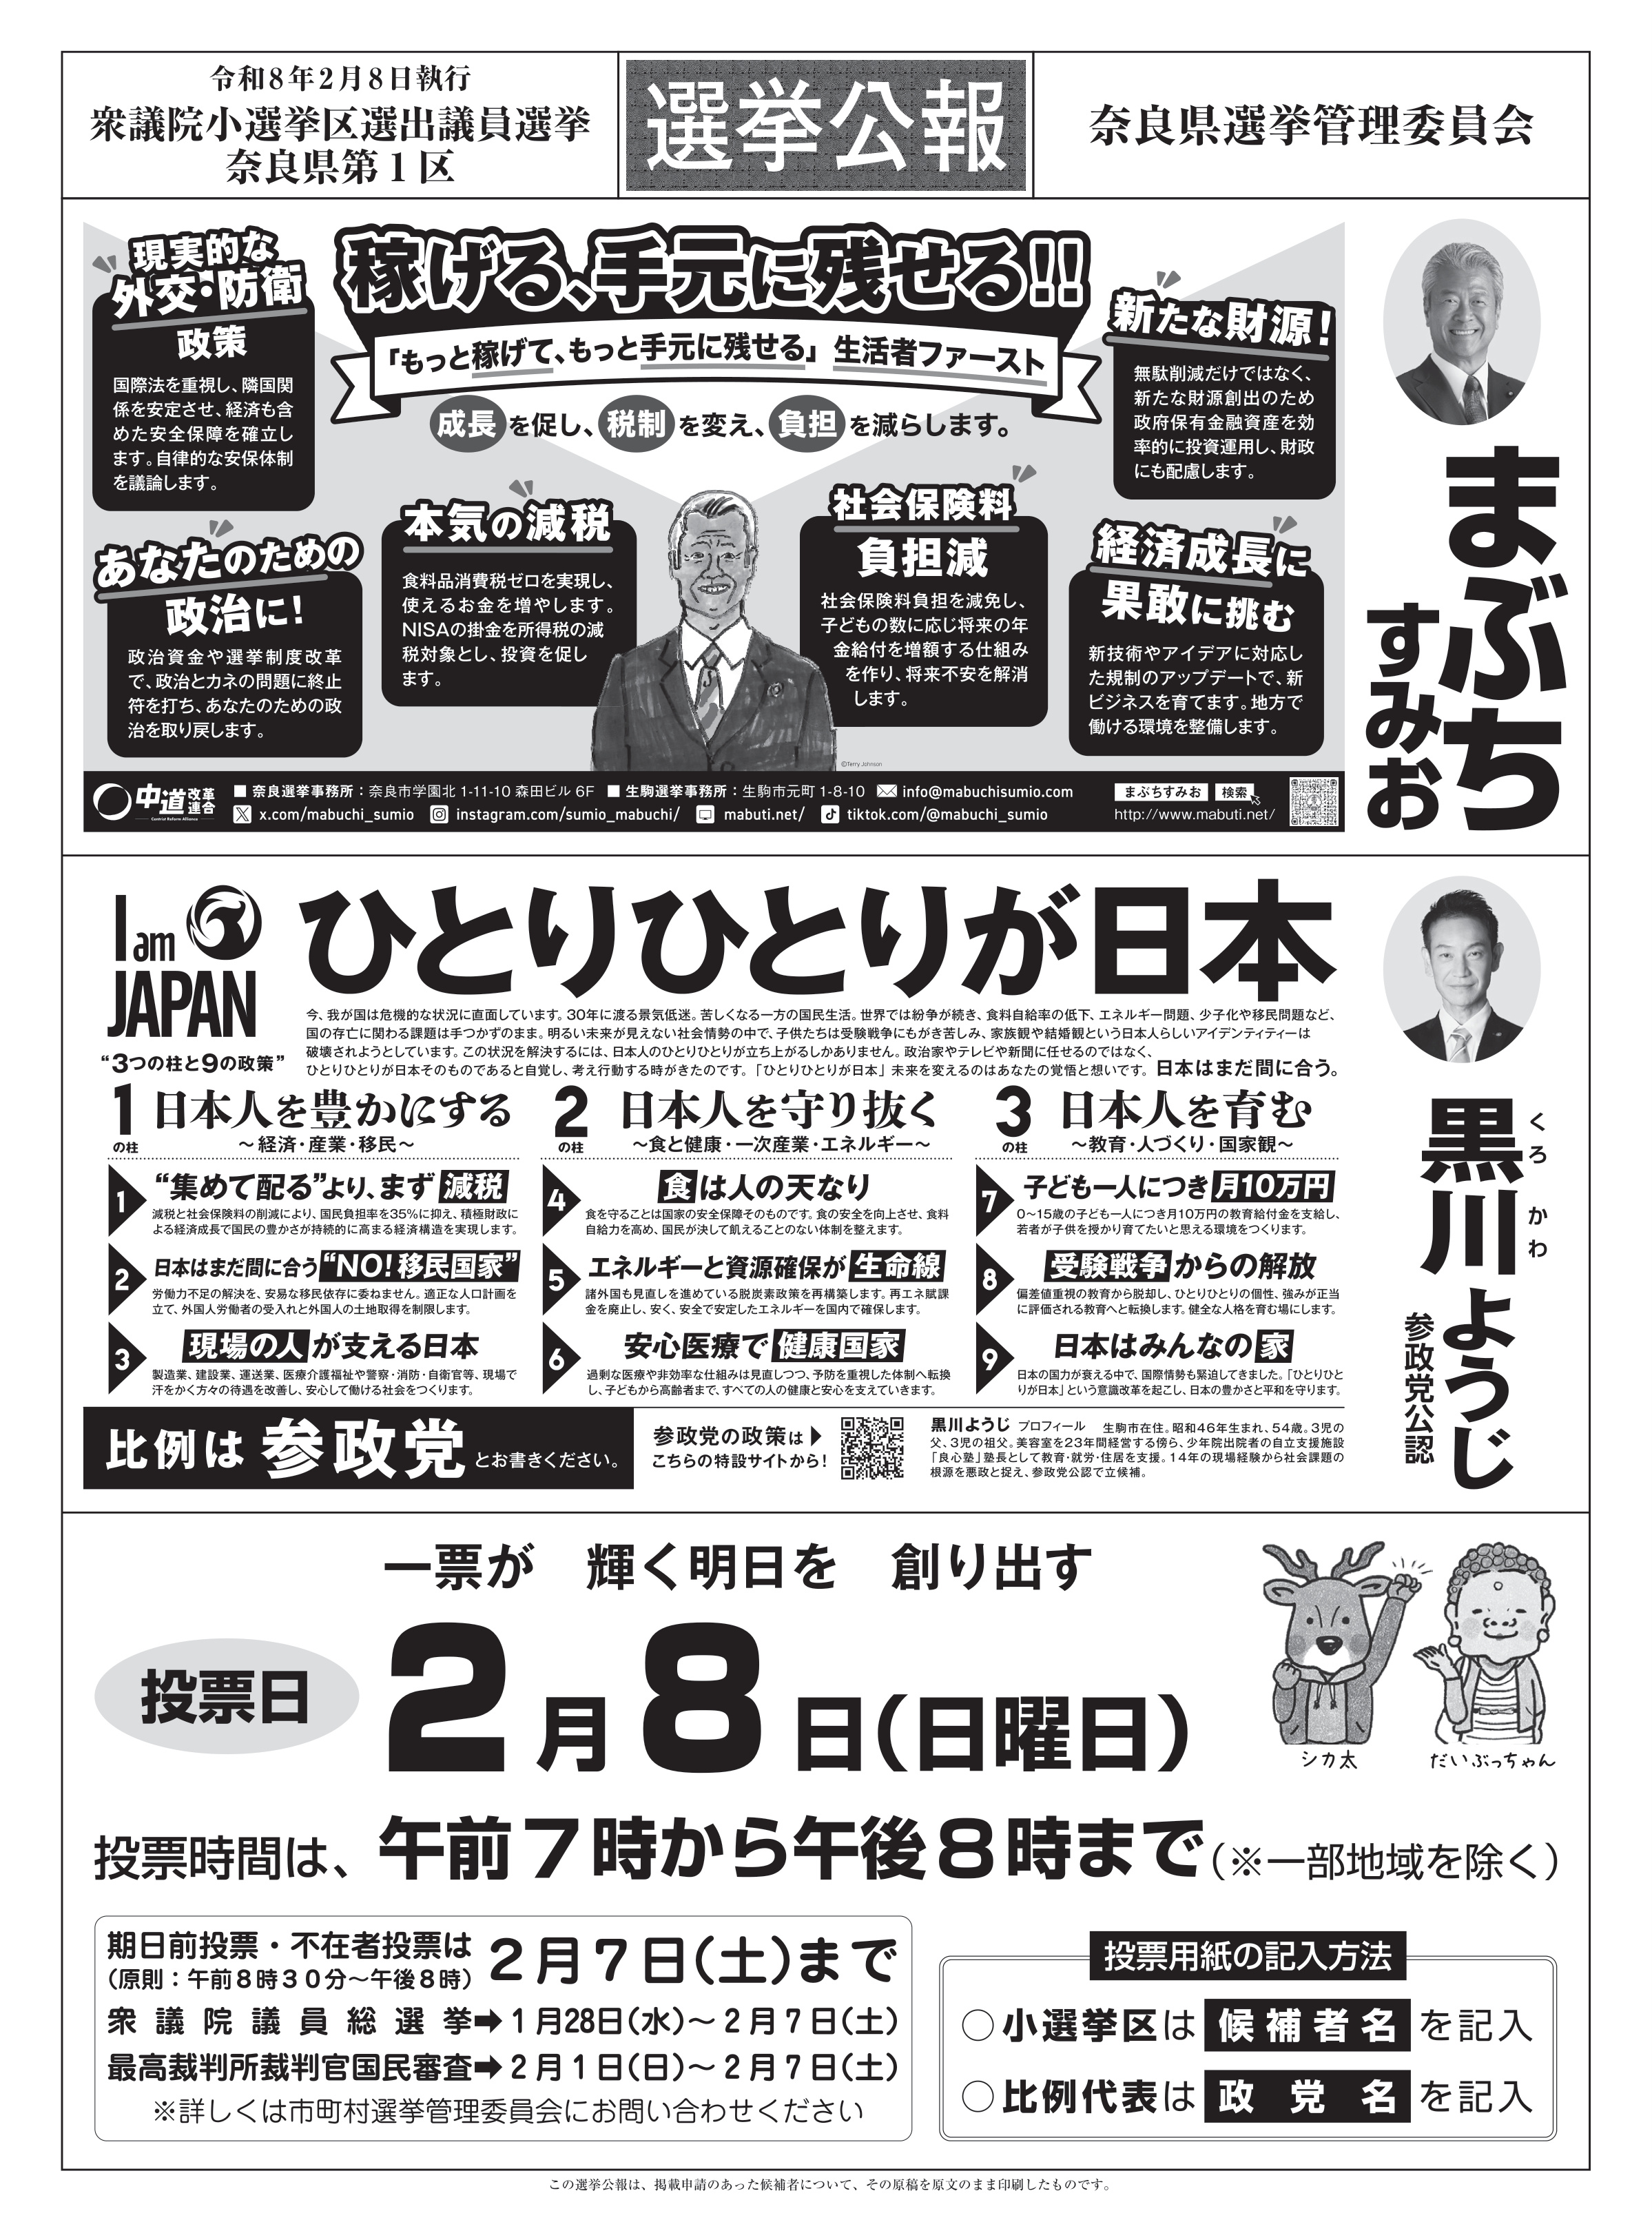 令和8年2月8日執行
衆議院小選挙区選出議員選挙
奈良県第1区
選挙公報
奈良県選挙管理委員会
まぶち
すみお
稼げる、手元に残せる!!
「もっと稼げて、もっと手元に残せる」生活者ファースト
成長を促し、税制を変え、負担を減らします。
現実的な
外交・防衛
政策
国際法を重視し、隣国関
係を安定させ、経済も含
めた安全保障を確立し
ます。自律的な安保体制
を議論します。
新たな財源!
無駄削減だけではなく、
新たな財源創出のため
政府保有金融資産を効
率的に投資運用し、財政
にも配慮します。
あなたのための
政治に!
政治資金や選挙制度改革
で、政治とカネの問題に終止
符を打ち、あなたのための政
治を取り戻します。
本気の減税
食料品消費税ゼロを実現し、
使えるお金を増やします。
NISAの掛金を所得税の減
税対象とし、投資を促し
ます。
社会保険料
負担減
社会保険料負担を減免し、
子どもの数に応じ将来の年
金給付を増額する仕組み
を作り、将来不安を解消
します。
経済成長に
果敢に挑む
新技術やアイデアに対応し
た規制のアップデートで、新
ビジネスを育てます。地方で
働ける環境を整備します。
©Terry Johnson
中道改革連合
Centrist Reform Alliance
■ 奈良選挙事務所：奈良市学園北 1-11-10 森田ビル 6F ■ 生駒選挙事務所：生駒市元町 1-8-10 info@mabuchisumio.com
x.com/mabuchi_sumio instagram.com/sumio_mabuchi/ mabuti.net/ tiktok.com/@mabuchi_sumio
まぶちすみお 検索
http://www.mabuti.net/
I am
JAPAN
“3つの柱と9の政策”
ひとりひとりが日本
今、我が国は危機的な状況に直面しています。30年に渡る景気低迷。苦しくなる一方の国民生活。世界では紛争が続き、食料自給率の低下、エネルギー問題、少子化や移民問題など、
国の存亡に関わる課題は手つかずのまま。明るい未来が見えない社会情勢の中で、子供たちは受験戦争にもがき苦しみ、家族観や結婚観という日本人らしいアイデンティティーは
破壊されようとしています。この状況を解決するには、日本人のひとりひとりが立ち上がるしかありません。政治家やテレビや新聞に任せるのではなく、
ひとりひとりが日本そのものであると自覚し、考え行動する時がきたのです。「ひとりひとりが日本」未来を変えるのはあなたの覚悟と想いです。日本はまだ間に合う。
黒川ようじ
くろかわ
参政党公認
1の柱 日本人を豊かにする
～経済・産業・移民～
1 “集めて配る”より、まず減税
減税と社会保険料の削減により、国民負担率を35％に抑え、積極財政に
よる経済成長で国民の豊かさが持続的に高まる経済構造を実現します。
2 日本はまだ間に合う“NO!移民国家”
労働力不足の解決を、安易な移民依存に委ねません。適正な人口計画を
立て、外国人労働者の受入れと外国人の土地取得を制限します。
3 現場の人が支える日本
製造業、建設業、運送業、医療介護福祉や警察・消防・自衛官等、現場で
汗をかく方々の待遇を改善し、安心して働ける社会をつくります。
2の柱 日本人を守り抜く
～食と健康・一次産業・エネルギー～
4 食は人の天なり
食を守ることは国家の安全保障そのものです。食の安全を向上させ、食料
自給力を高め、国民が決して飢えることのない体制を整えます。
5 エネルギーと資源確保が生命線
諸外国も見直しを進めている脱炭素政策を再構築します。再エネ賦課
金を廃止し、安く、安全で安定したエネルギーを国内で確保します。
6 安心医療で健康国家
過剰な医療や非効率な仕組みは見直しつつ、予防を重視した体制へ転換
し、子どもから高齢者まで、すべての人の健康と安心を支えていきます。
3の柱 日本人を育む
～教育・人づくり・国家観～
7 子ども一人につき月10万円
0～15歳の子ども一人につき月10万円の教育給付金を支給し、
若者が子供を授かり育てたいと思える環境をつくります。
8 受験戦争からの解放
偏差値重視の教育から脱却し、ひとりひとりの個性、強みが正当
に評価される教育へと転換します。健全な人格を育む場にします。
9 日本はみんなの家
日本の国力が衰える中で、国際情勢も緊迫してきました。「ひとりひと
りが日本」という意識改革を起こし、日本の豊かさと平和を守ります。
比例は 参政党 とお書きください。
参政党の政策は▶
こちらの特設サイトから!
黒川ようじ プロフィール 生駒市在住。昭和46年生まれ、54歳。3児の
父、3児の祖父。美容室を23年間経営する傍ら、少年院出院者の自立支援施設
「良心塾」塾長として教育・就労・住居を支援。14年の現場経験から社会課題の
根源を悪政と捉え、参政党公認で立候補。
一票が 輝く明日を 創り出す
投票日 2月8日(日曜日)
シカ太
だいぶっちゃん
投票時間は、午前7時から午後8時まで(※一部地域を除く)
期日前投票・不在者投票は
(原則：午前8時30分～午後8時)
2月7日(土)まで
衆議院議員総選挙➡1月28日(水)～2月7日(土)
最高裁判所裁判官国民審査➡2月1日(日)～2月7日(土)
※詳しくは市町村選挙管理委員会にお問い合わせください
投票用紙の記入方法
○小選挙区は 候補者名 を記入
○比例代表は 政党名 を記入
この選挙公報は、掲載申請のあった候補者について、その原稿を原文のまま印刷したものです。